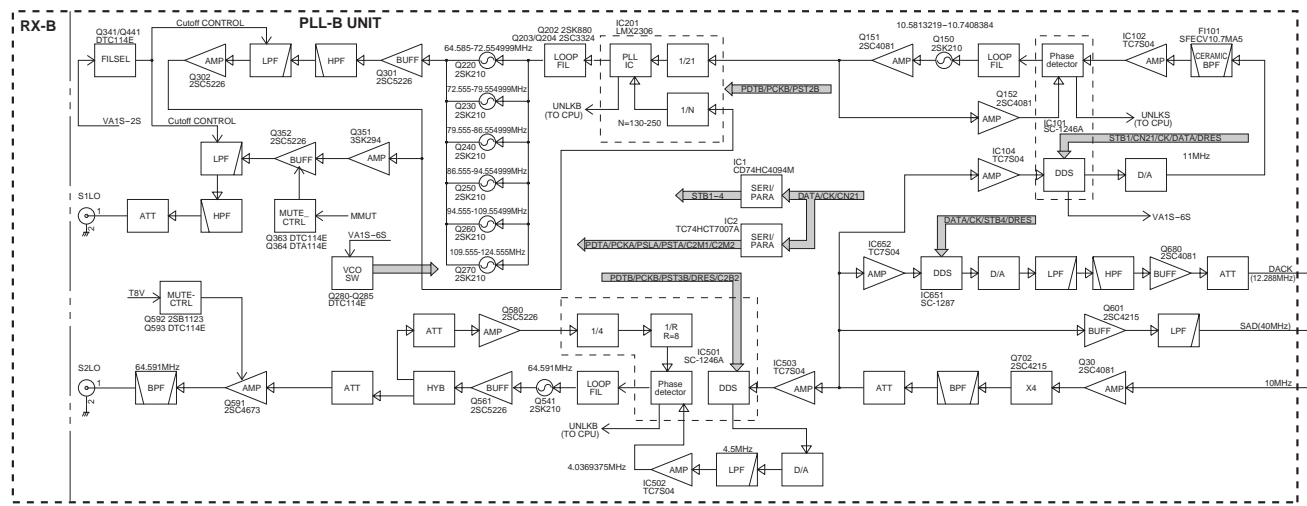 RX-B
PLL-B UNIT
Q341/Q441
DTC114E
FILSEL
Cutoff CONTROL
AMP
Q302
2SC5226
LPF
HPF
BUFF
Q301
2SC5226
VA1S-2S
Cutoff CONTROL
Q352
2SC5226
Q351
3SK294
LPF
BUFF
AMP
S1LO
1
2
ATT
HPF
MUTE_
CTRL
MMUT
Q363 DTC114E
Q364 DTA114E
VA1S-6S
VCO
SW
Q280-Q285
DTC114E
64.585-72.554999MHz
Q220
2SK210
72.555-79.554999MHz
Q230
2SK210
79.555-86.554999MHz
Q240
2SK210
86.555-94.554999MHz
Q250
2SK210
94.555-109.55499MHz
Q260
2SK210
109.555-124.555MHz
Q270
2SK210
Q202 2SK880
Q203/Q204 2SC3324
LOOP
FIL
UNLKB
(TO CPU)
IC201
LMX2306
PLL
IC
1/21
1/N
N=130-250
PDTB/PCKB/PST2B
10.5813219-10.7408384
Q151
2SC4081
AMP
Q150
2SK210
LOOP
FIL
Phase
detector
IC102
TC7S04
AMP
FI101
SFECV10.7MA5
CERAMIC
BPF
Q152
2SC4081
AMP
UNLKS
(TO CPU)
IC101
SC-1246A
STB1/CN21/CK/DATA/DRES
IC104
TC7S04
AMP
DDS
D/A
11MHz
VA1S-6S
IC1
CD74HC4094M
SERI/
PARA
STB1-4
DATA/CK/CN21
IC2
TC74HCT7007A
SERI/
PARA
PDTA/PCKA/PSLA/PSTA/C2M1/C2M2
DATA/CK/STB4/DRES
IC652
TC7S04
AMP
DDS
IC651
SC-1287
D/A
LPF
HPF
Q680
2SC4081
BUFF
ATT
DACK
(12.288MHz)
PDTB/PCKB/PST3B/DRES/C2B2
Q601
2SC4215
BUFF
LPF
SAD(40MHz)
T8V
MUTE-
CTRL
Q592 2SB1123
Q593 DTC114E
ATT
Q580
2SC5226
AMP
1/4
1/R
R=8
IC501
SC-1246A
S2LO
1
2
64.591MHz
BPF
AMP
Q591
2SC4673
ATT
HYB
BUFF
Q561
2SC5226
64.591MHz
Q541
2SK210
LOOP
FIL
Phase
detector
DDS
IC503
TC7S04
AMP
ATT
BPF
Q702
2SC4215
X4
Q30
2SC4081
AMP
10MHz
UNLKB
(TO CPU)
4.0369375MHz
AMP
IC502
TC7S04
4.5MHz
LPF
D/A